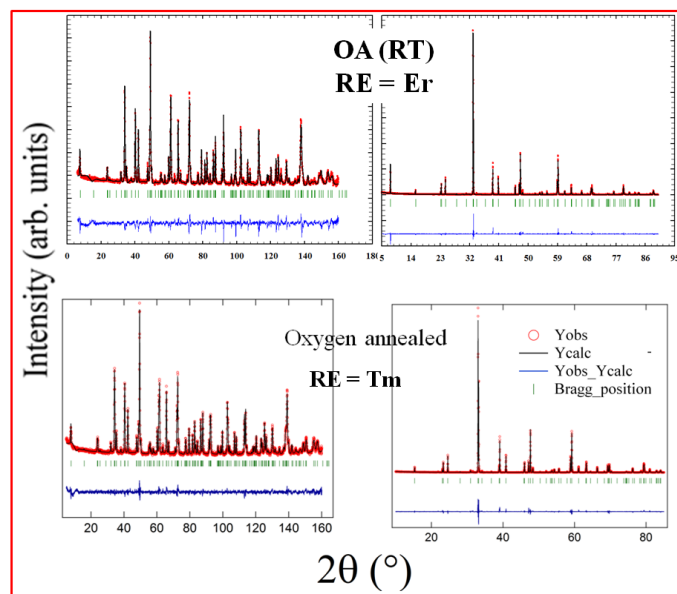 OA (RT)
RE = Er
Intensity (arb. units)
0 20 40 60 80 100 120 140 160 18
5 14 23 32 41 50 59 68 77 86 95
Oxygen annealed
RE = Tm
Yobs
Ycalc -
Yobs_Ycalc
Bragg_position
20 40 60 80 100 120 140 160
20 40 60 80
2θ (°)